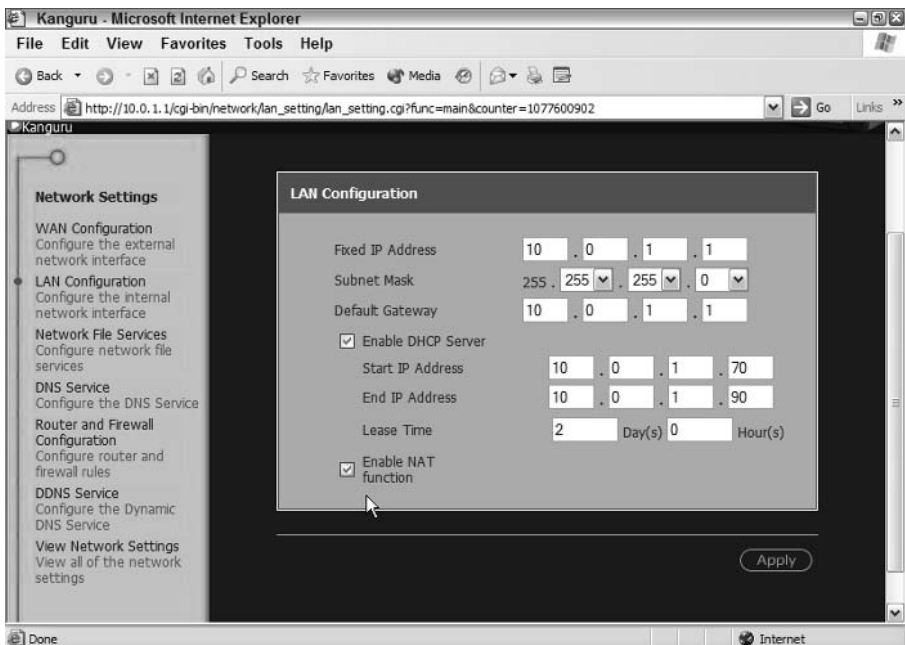 Kanguru - Microsoft Internet Explorer
File Edit View Favorites Tools Help
Back Search Favorites Media
Address http://10.0.1.1/cgi-bin/network/lan_setting/lan_setting.cgi?func=main&counter=1077600902 Go Links »
Kanguru
Network Settings
WAN Configuration
Configure the external
network interface
LAN Configuration
Configure the internal
network interface
Network File Services
Configure network file
services
DNS Service
Configure the DNS Service
Router and Firewall
Configuration
Configure router and
firewall rules
DDNS Service
Configure the Dynamic
DNS Service
View Network Settings
View all of the network
settings
LAN Configuration
Fixed IP Address 10 . 0 . 1 . 1
Subnet Mask 255 . 255 . 255 . 0
Default Gateway 10 . 0 . 1 . 1
Enable DHCP Server
Start IP Address 10 . 0 . 1 . 70
End IP Address 10 . 0 . 1 . 90
Lease Time 2 Day(s) 0 Hour(s)
Enable NAT
function
Apply
Done Internet